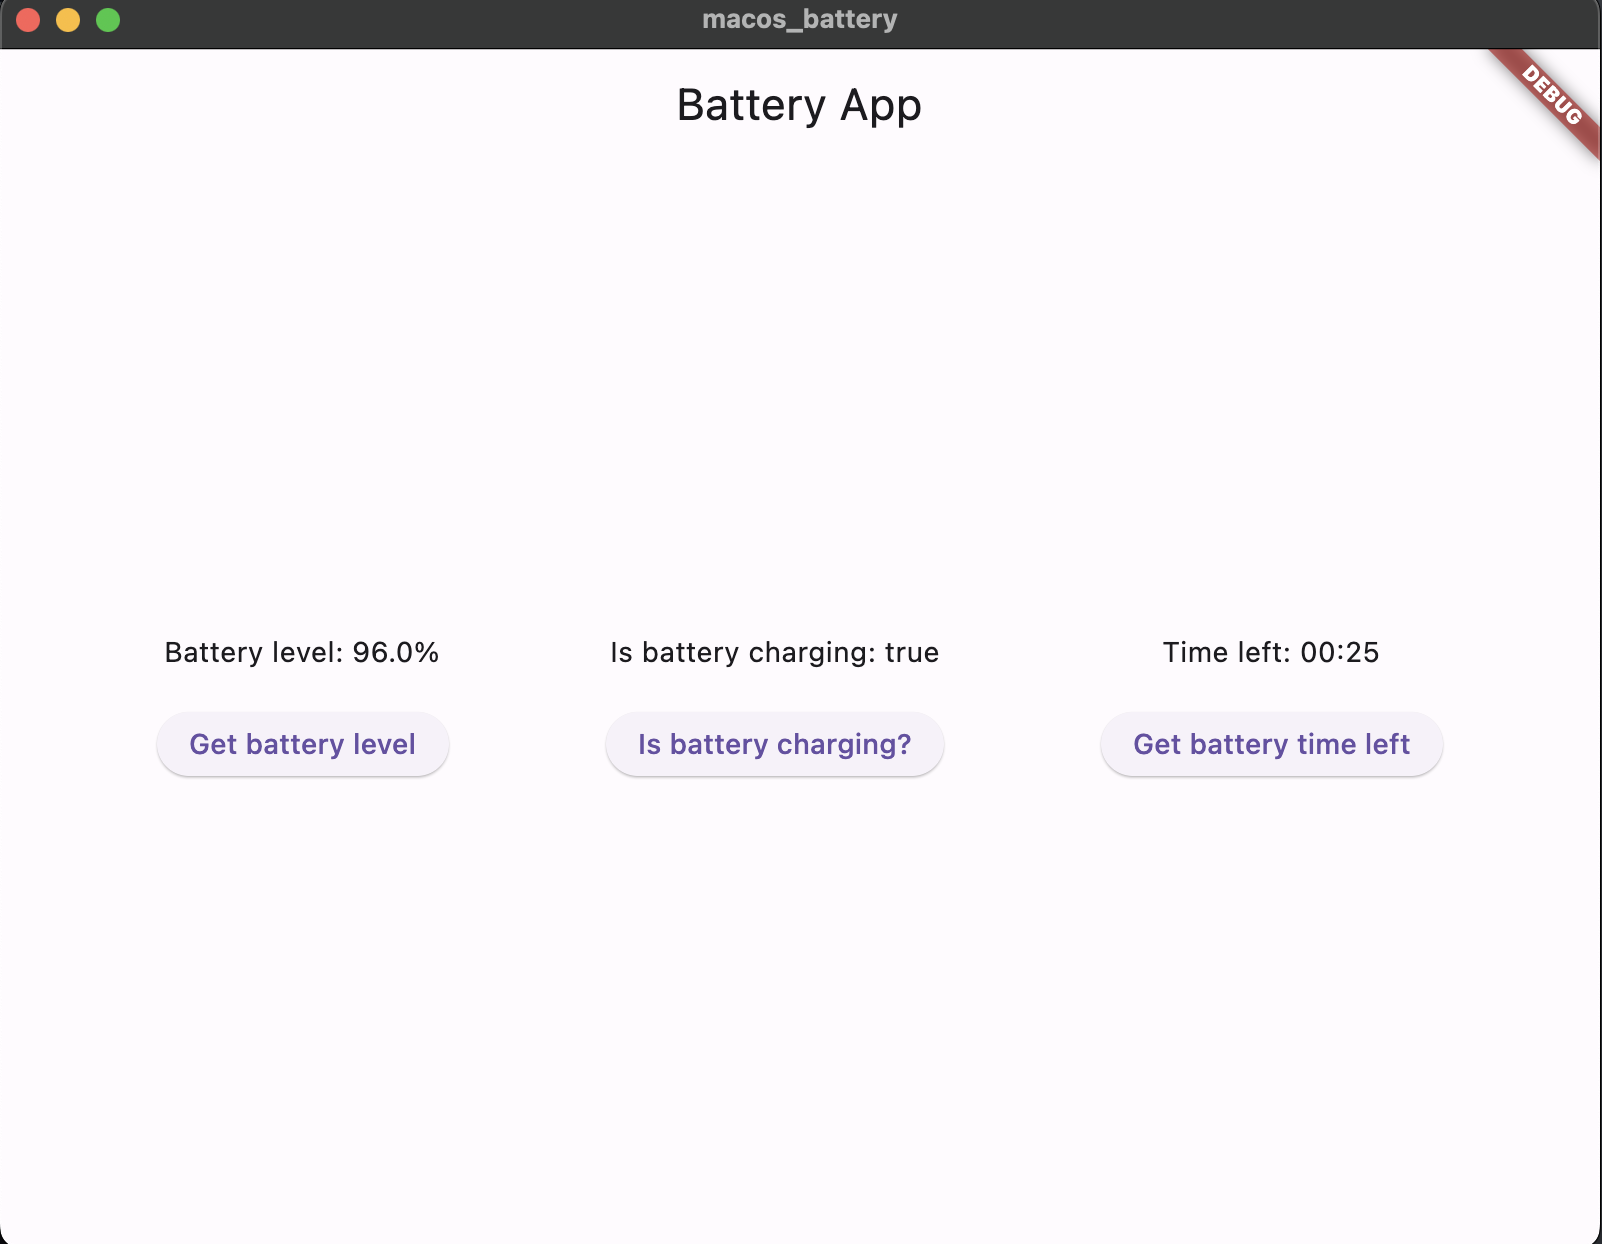 macos_battery
DEBUG
Battery App
Battery level: 96.0%
Is battery charging: true
Time left: 00:25
Get battery level
Is battery charging?
Get battery time left